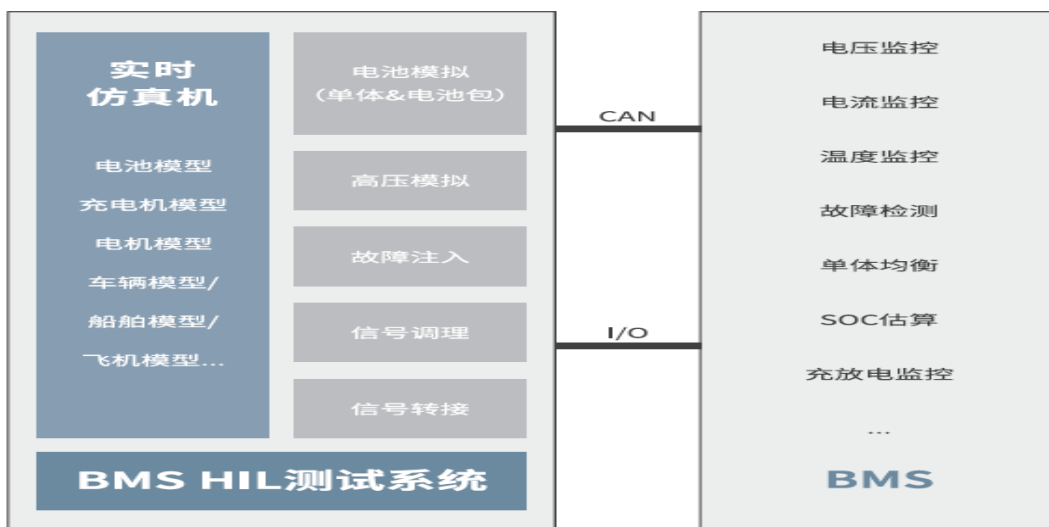 实时
仿真机
电池模型
充电机模型
电机模型
车辆模型/
船舶模型/
飞机模型...
电池模拟
(单体&电池包)
高压模拟
故障注入
信号调理
信号转接
BMS HIL测试系统
CAN
I/O
电压监控
电流监控
温度监控
故障检测
单体均衡
SOC估算
充放电监控
...
BMS